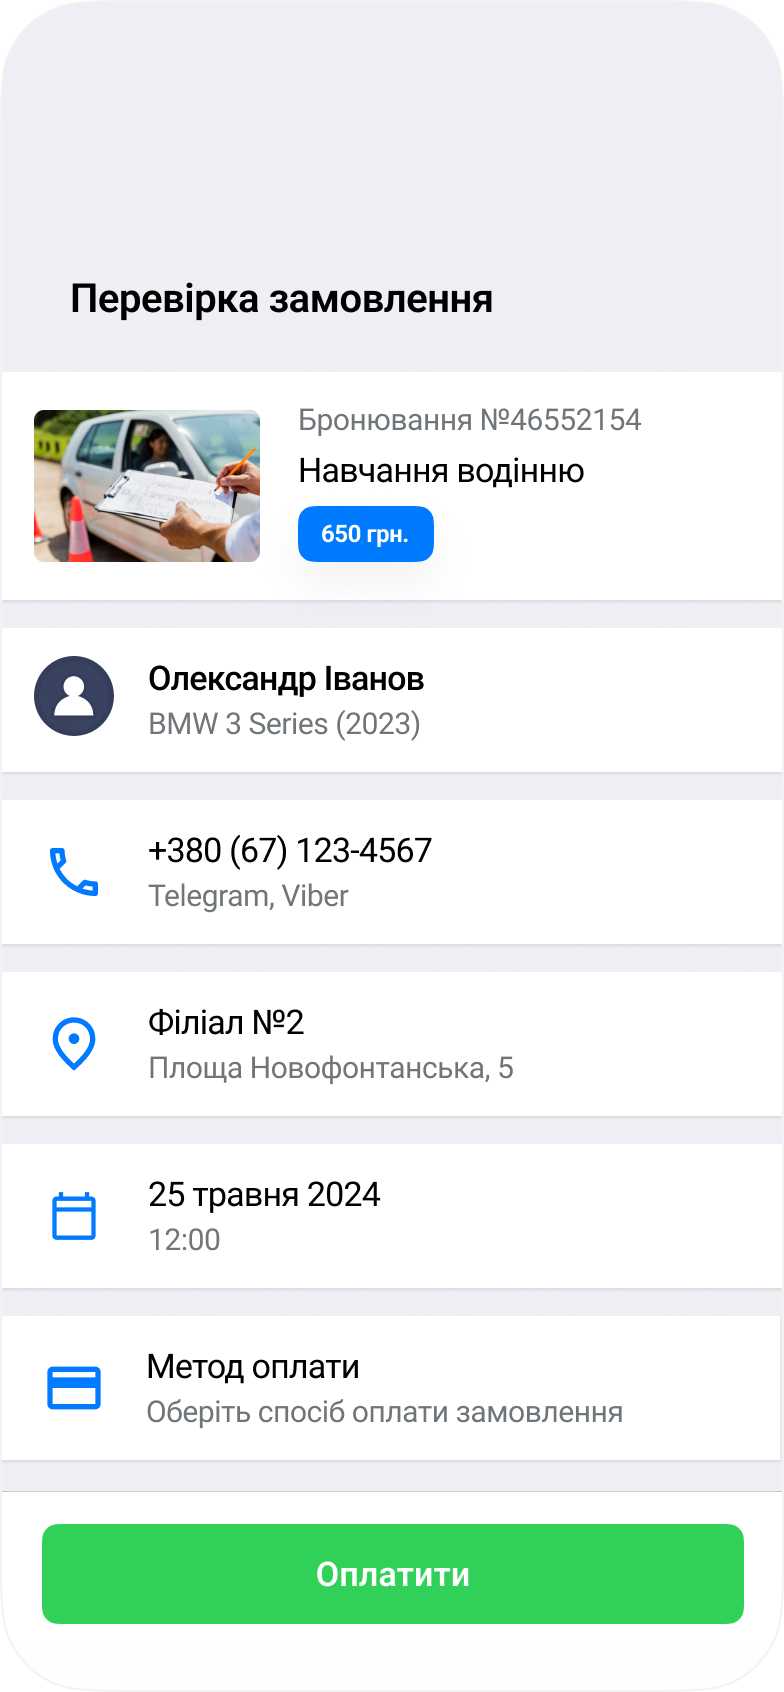 Перевірка замовлення
Бронювання №46552154
Навчання водінню
650 грн.
Олександр Іванов
BMW 3 Series (2023)
+380 (67) 123-4567
Telegram, Viber
Філіал №2
Площа Новофонтанська, 5
25 травня 2024
12:00
Метод оплати
Оберіть спосіб оплати замовлення
Оплатити